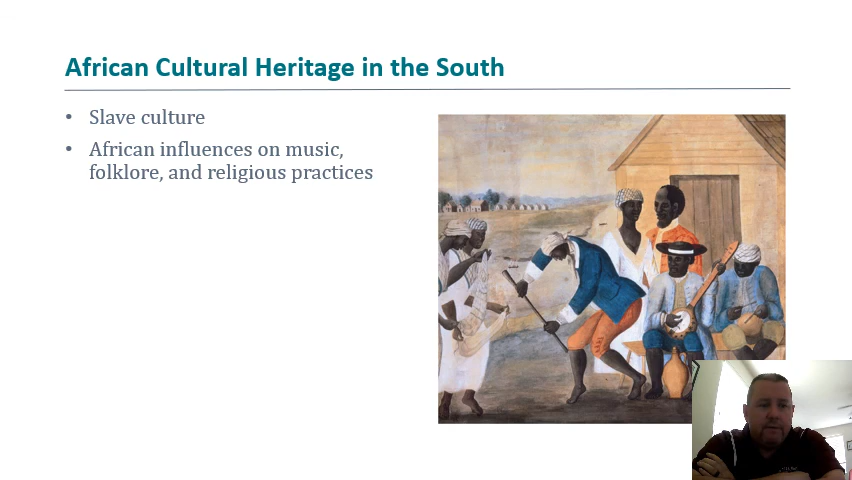 African Cultural Heritage in the South
• Slave culture
• African influences on music,
folklore, and religious practices